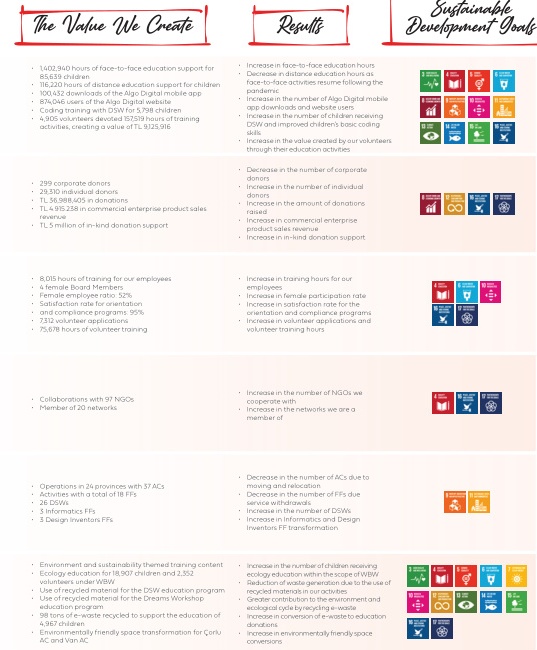 The Value We Create
Results
Sustainable
Development Goals
• 1,402,940 hours of face-to-face education support for
85,639 children
• 116,220 hours of distance education support for children
• 100,432 downloads of the Algo Digital mobile app
• 874,046 users of the Algo Digital website
• Coding training with DSW for 5,798 children
• 4,905 volunteers devoted 157,519 hours of training
activities, creating a value of TL 9,125,916
• Increase in face-to-face education hours
• Decrease in distance education hours as
face-to-face activities resume following the
pandemic
• Increase in the number of Algo Digital mobile
app downloads and website users
• Increase in the number of children receiving
DSW and improved children's basic coding
skills
• Increase in the value created by our volunteers
through their education activities
• 299 corporate donors
• 29,310 individual donors
• TL 36,988,405 in donations
• TL 4,915,238 in commercial enterprise product sales
revenue
• TL 5 million of in-kind donation support
• Decrease in the number of corporate
donors
• Increase in the number of individual
donors
• Increase in the amount of donations
raised
• Increase in commercial enterprise
product sales revenue
• Increase in in-kind donation support
• 8,015 hours of training for our employees
• 4 female Board Members
• Female employee ratio: 52%
• Satisfaction rate for orientation
• and compliance programs: 95%
• 7,312 volunteer applications
• 75,678 hours of volunteer training
• Increase in training hours for our
employees
• Increase in female participation rate
• Increase in satisfaction rate for the
orientation and compliance programs
• Increase in volunteer applications and
volunteer training hours
• Collaborations with 97 NGOs
• Member of 20 networks
• Increase in the number of NGOs we
cooperate with
• Increase in the networks we are a
member of
• Operations in 24 provinces with 37 ACs
• Activities with a total of 18 FFs
• 26 DSWs
• 3 Informatics FFs
• 3 Design Inventors FFs
• Decrease in the number of ACs due to
moving and relocation
• Decrease in the number of FFs due to
service withdrawals
• Increase in the number of DSWs
• Increase in Informatics and Design
Inventors FF transformation
• Environment and sustainability themed training content
• Ecology education for 18,907 children and 2,352
volunteers under WBW
• Use of recycled material for the DSW education program
• Use of recycled material for the Dreams Workshop
education program
• 98 tons of e-waste recycled to support the education of
4,967 children
• Environmentally friendly space transformation for Çorlu
AC and Van AC
• Increase in the number of children receiving
ecology education within the scope of WBW
• Reduction of waste generation due to the use of
recycled materials in our activities
• Greater contribution to the environment and
ecological cycle by recycling e-waste
• Increase in conversion of e-waste to education
donations
• Increase in environmentally friendly space
conversions